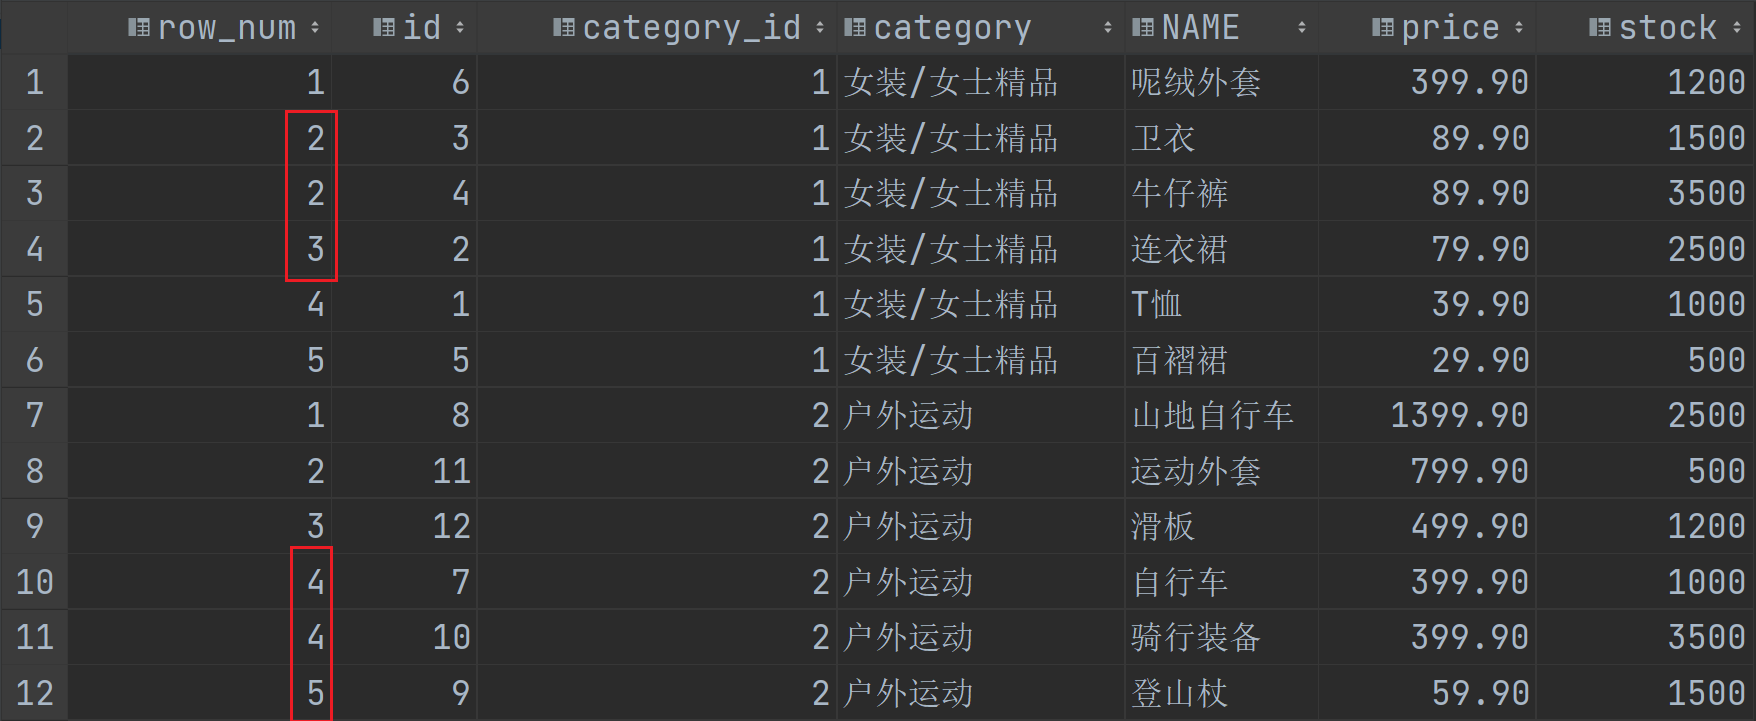 row_num id category_id category NAME price stock
1 1 6 1 女装/女士精品 呢绒外套 399.90 1200
2 2 3 1 女装/女士精品 卫衣 89.90 1500
3 2 4 1 女装/女士精品 牛仔裤 89.90 3500
4 3 2 1 女装/女士精品 连衣裙 79.90 2500
5 4 1 1 女装/女士精品 T恤 39.90 1000
6 5 5 1 女装/女士精品 百褶裙 29.90 500
7 1 8 2 户外运动 山地自行车 1399.90 2500
8 2 11 2 户外运动 运动外套 799.90 500
9 3 12 2 户外运动 滑板 499.90 1200
10 4 7 2 户外运动 自行车 399.90 1000
11 4 10 2 户外运动 骑行装备 399.90 3500
12 5 9 2 户外运动 登山杖 59.90 1500